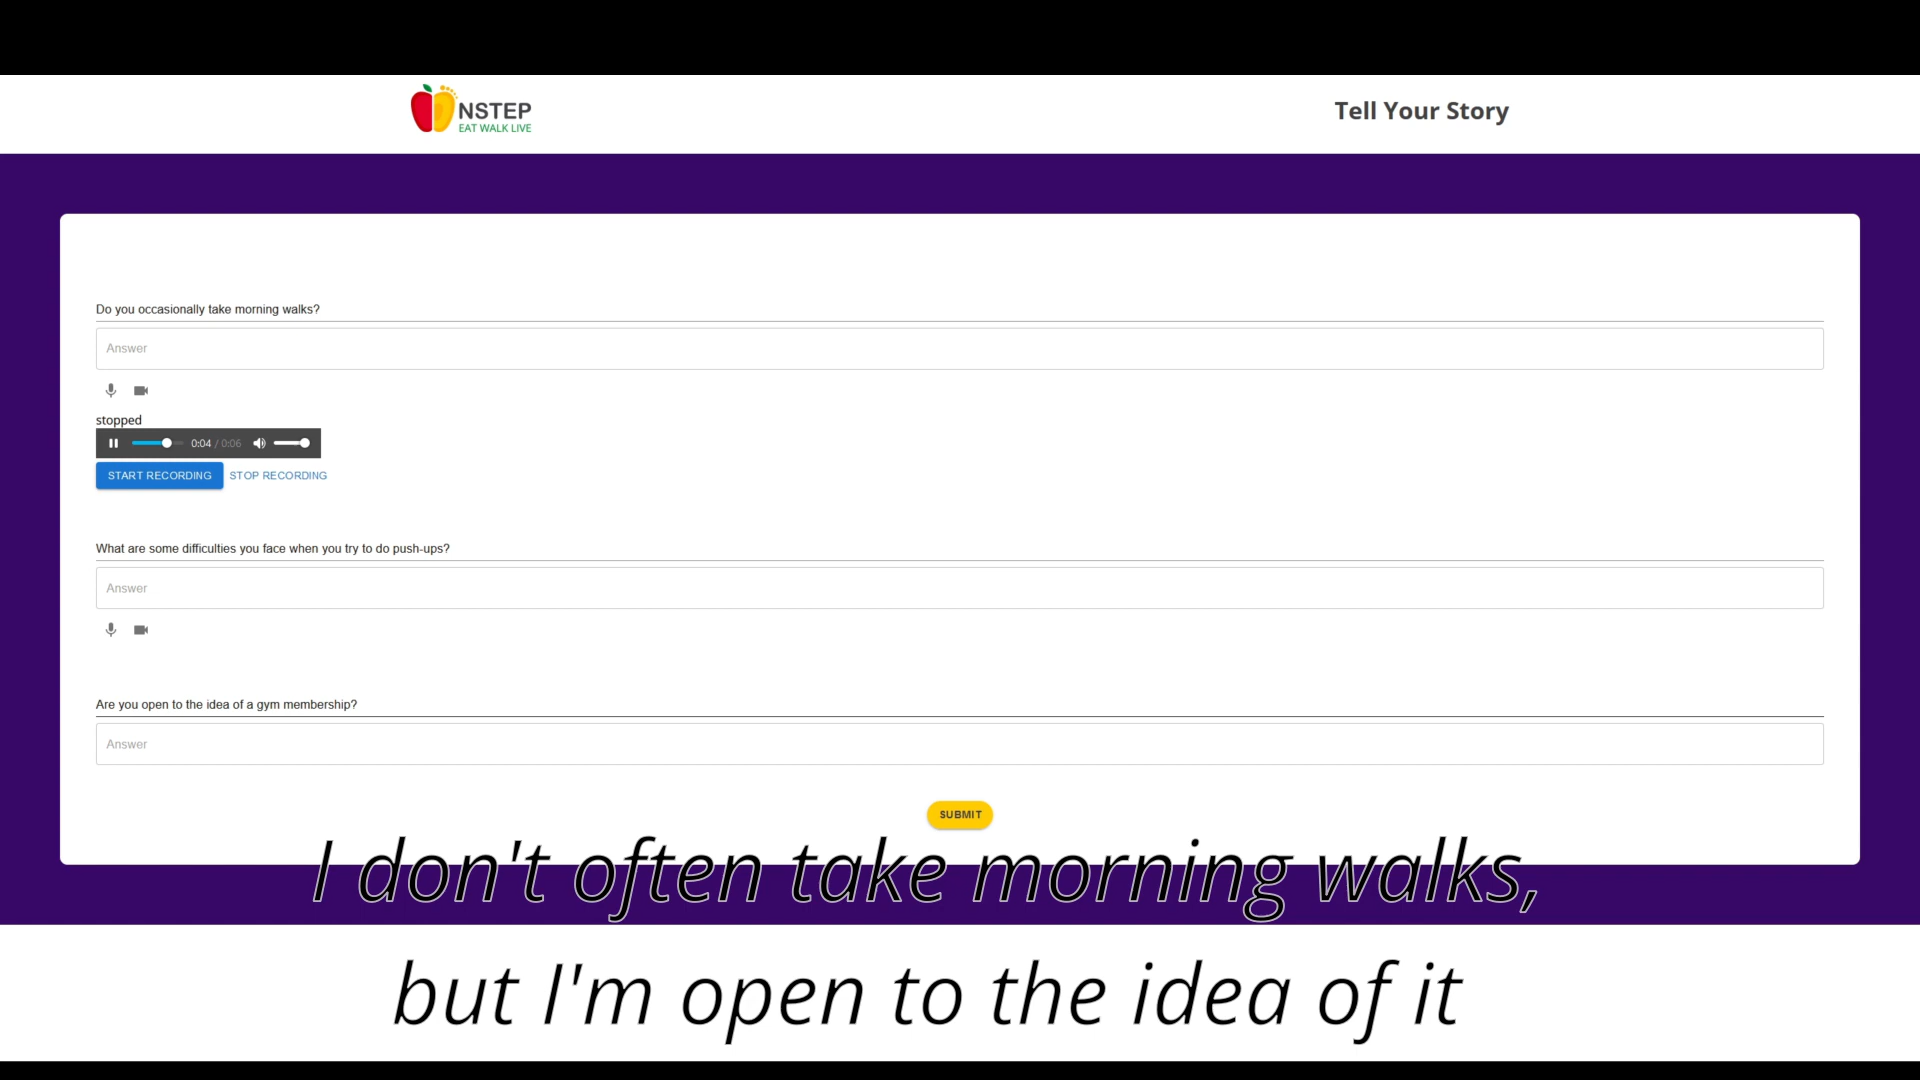 NSTEP
EAT WALK LIVE
Tell Your Story
Do you occasionally take morning walks?
Answer
stopped
0:04 / 0:06
START RECORDING STOP RECORDING
What are some difficulties you face when you try to do push-ups?
Answer
Are you open to the idea of a gym membership?
Answer
SUBMIT
I don't often take morning walks,
but I'm open to the idea of it